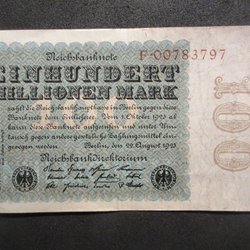 Reichsbanknote
F-00783797
EINHUNDERT
MILLIONEN MARK
zahlt die Reichsbankhauptkasse in Berlin gegen diese
Banknote dem Einlieferer. Vom 1. Oktober 1923 ab
kann diese Banknote aufgerufen und unter Um-
tausch gegen andere gesetzliche Zahlungsmittel ein-
gezogen werden. Berlin, den 22. August 1923
Reichsbankdirektorium
100